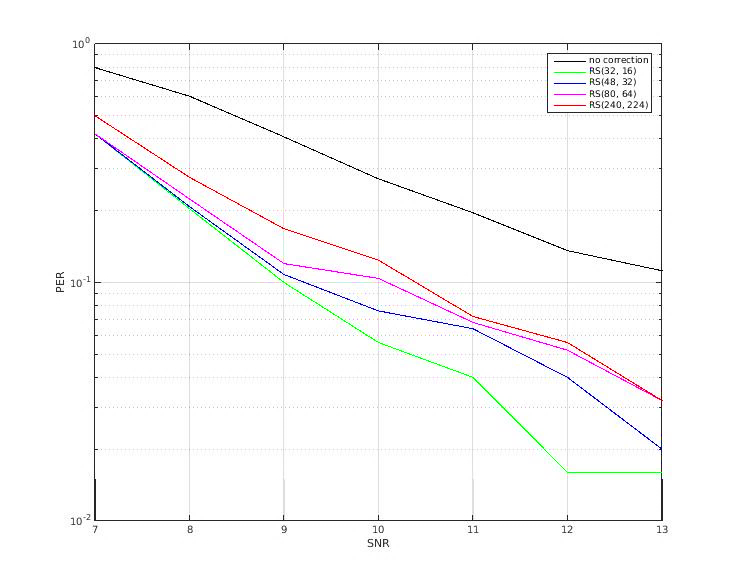 10^0
no correction
RS(32, 16)
RS(48, 32)
RS(80, 64)
RS(240, 224)
PER
10^-1
10^-2
7 8 9 10 11 12 13
SNR